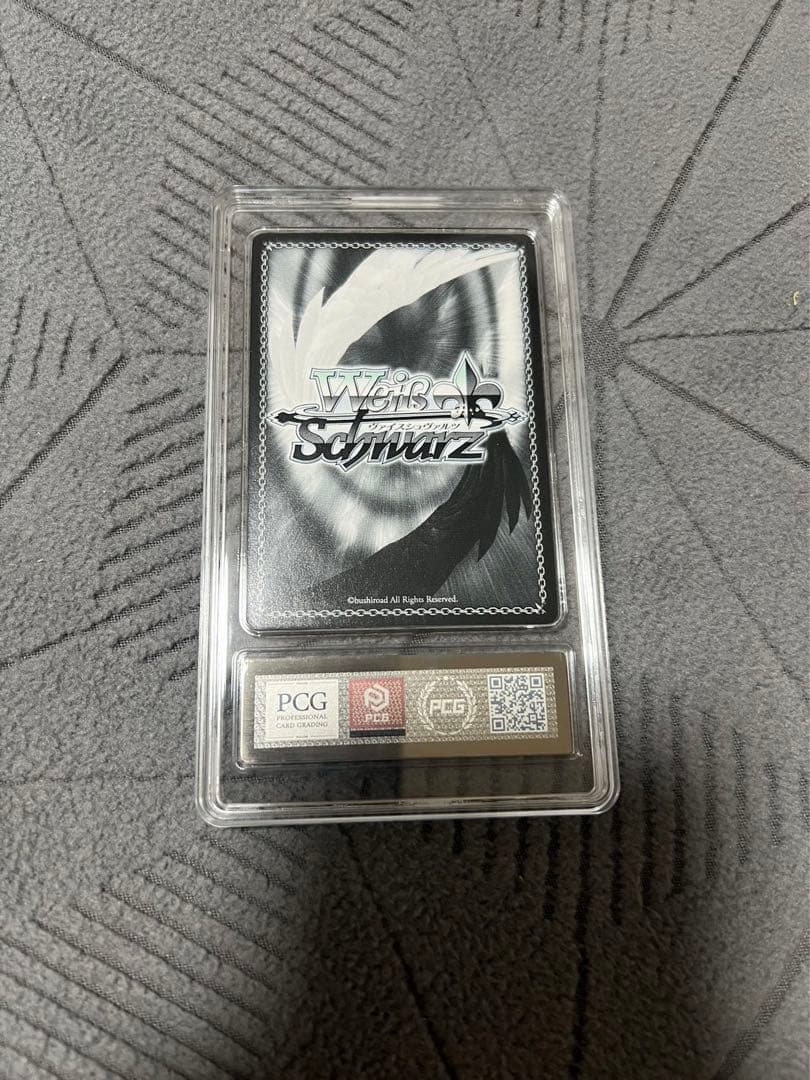 Weiß
ヴァイスシュヴァルツ
Schwarz
©bushiroad All Rights Reserved.
PCG
PROFESSIONAL
CARD GRADING
PCG
PCG